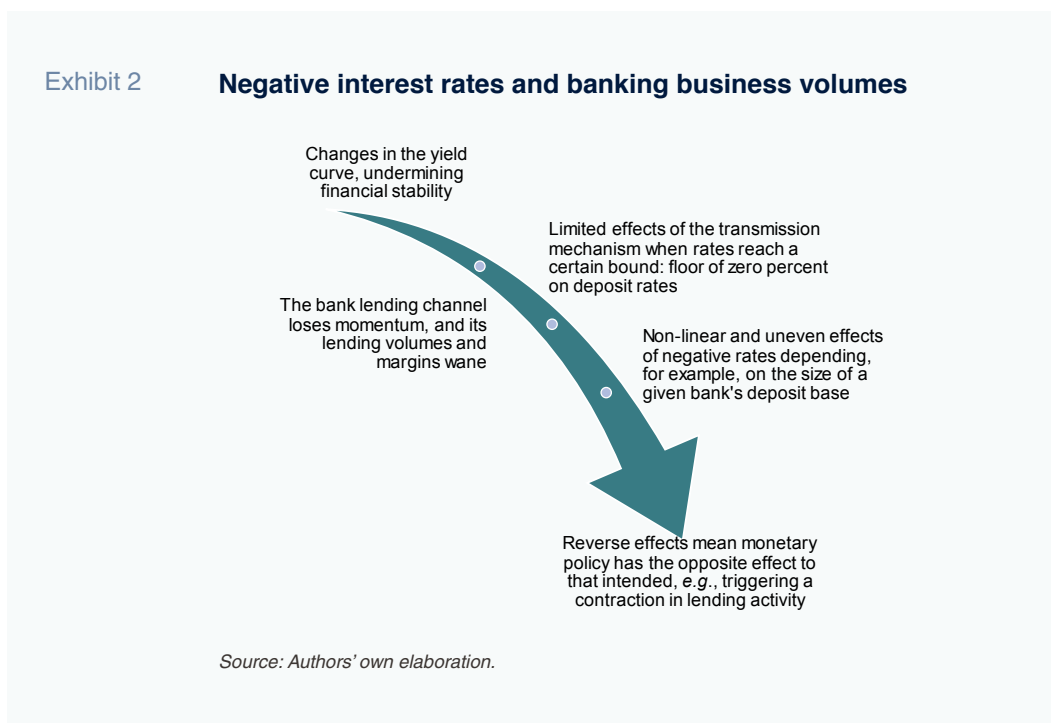 Exhibit 2
Negative interest rates and banking business volumes
Changes in the yield
curve, undermining
financial stability
Limited effects of the transmission
mechanism when rates reach a
certain bound: floor of zero percent
on deposit rates
The bank lending channel
loses momentum, and its
lending volumes and
margins wane
Non-linear and uneven effects
of negative rates depending,
for example, on the size of a
given bank's deposit base
Reverse effects mean monetary
policy has the opposite effect to
that intended, e.g., triggering a
contraction in lending activity
Source: Authors’ own elaboration.